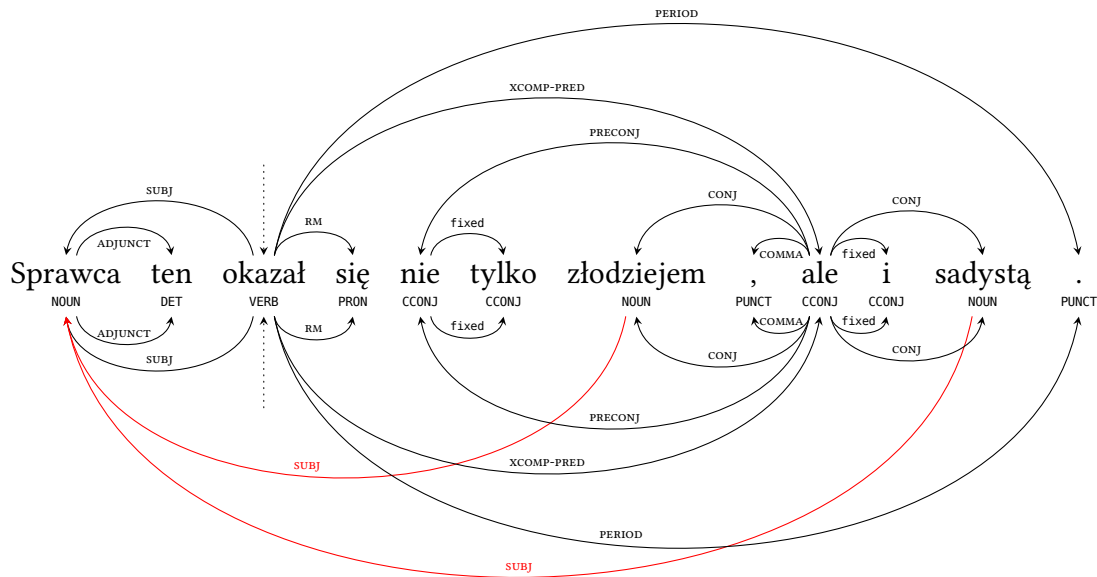 PERIOD
XCOMP-PRED
PRECONJ
SUBJ CONJ CONJ
RM fixed
ADJUNCT COMMA fixed
Sprawca ten okazał się nie tylko złodziejem , ale i sadystą .
NOUN DET VERB PRON CCONJ CCONJ NOUN PUNCT CCONJ CCONJ NOUN PUNCT
ADJUNCT RM fixed COMMA fixed
SUBJ CONJ CONJ
PRECONJ
SUBJ XCOMP-PRED
PERIOD
SUBJ